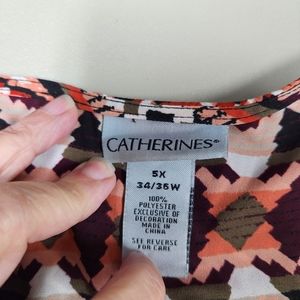 CATHERINES®
5X
34/36W
100%
POLYESTER
EXCLUSIVE OF
DECORATION
MADE IN
CHINA
SEE REVERSE
FOR CARE